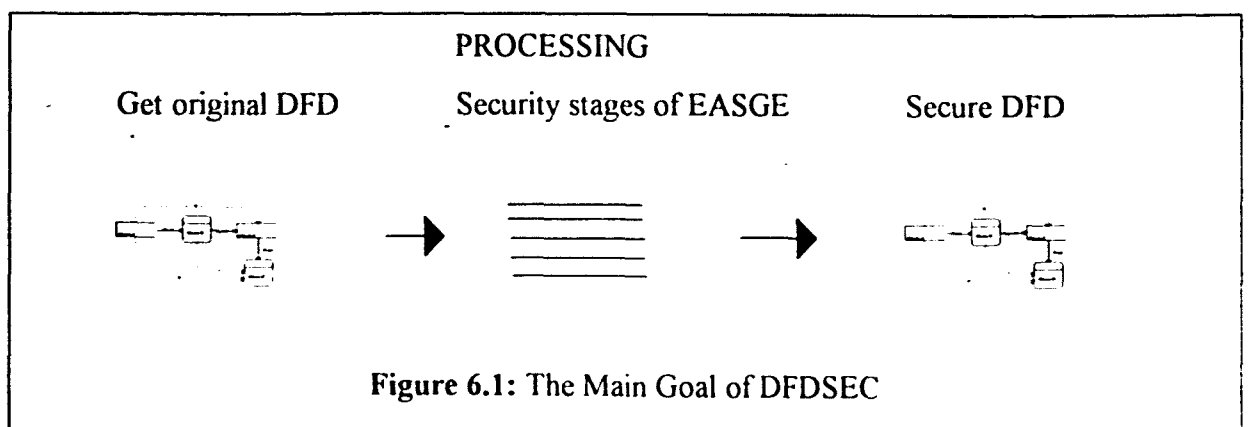 PROCESSING
Get original DFD Security stages of EASGE Secure DFD
Figure 6.1: The Main Goal of DFDSEC